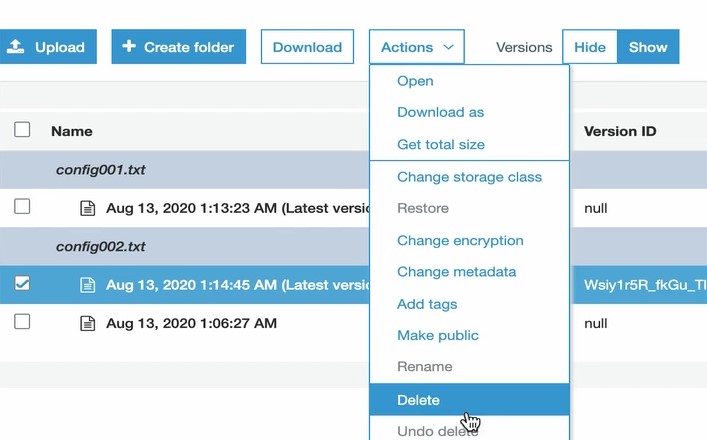 Upload
Create folder
Download
Actions
Versions
Hide
Show
Open
Download as
Get total size
Change storage class
Restore
Change encryption
Change metadata
Add tags
Make public
Rename
Delete
Undo delete
Name
Version ID
config001.txt
Aug 13, 2020 1:13:23 AM (Latest versio
null
config002.txt
Aug 13, 2020 1:14:45 AM (Latest versio
Wsiy1r5R_fkGu_
Aug 13, 2020 1:06:27 AM
null